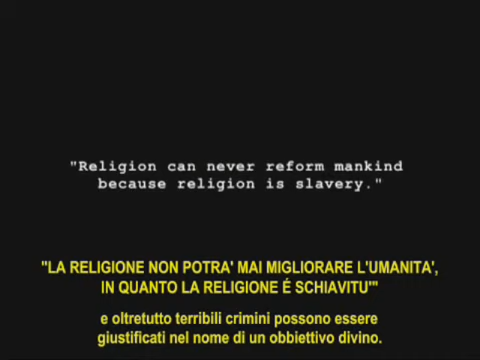 "Religion can never reform mankind
because religion is slavery."
"LA RELIGIONE NON POTRA' MAI MIGLIORARE L'UMANITA',
IN QUANTO LA RELIGIONE É SCHIAVITU'"
e oltretutto terribili crimini possono essere
giustificati nel nome di un obbiettivo divino.